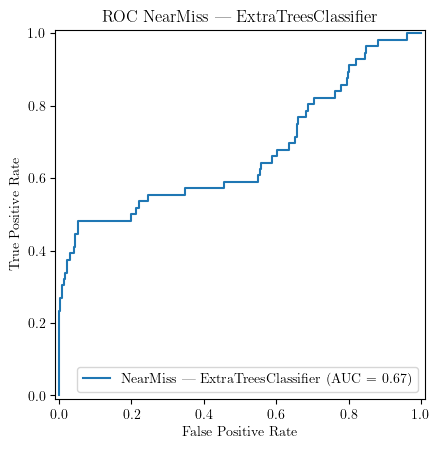 ROC NearMiss — ExtraTreesClassifier
True Positive Rate
1.0
0.8
0.6
0.4
0.2
0.0
NearMiss — ExtraTreesClassifier (AUC = 0.67)
0.0 0.2 0.4 0.6 0.8 1.0
False Positive Rate